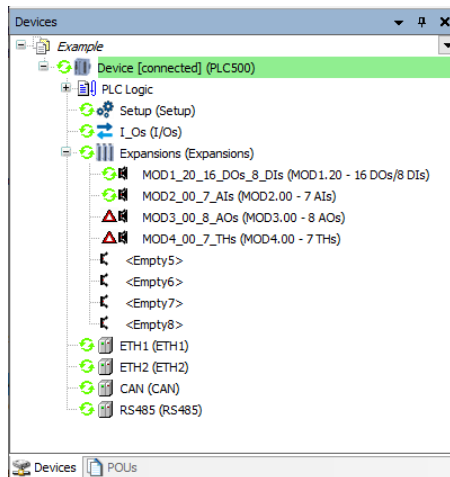 Devices
Example
Device [connected] (PLC500)
PLC Logic
Setup (Setup)
I_Os (I/Os)
Expansions (Expansions)
MOD1_20_16_DOs_8_DIs (MOD1.20 - 16 DOs/8 DIs)
MOD2_00_7_AIs (MOD2.00 - 7 AIs)
MOD3_00_8_AOs (MOD3.00 - 8 AOs)
MOD4_00_7_THs (MOD4.00 - 7 THs)
<Empty5>
<Empty6>
<Empty7>
<Empty8>
ETH1 (ETH1)
ETH2 (ETH2)
CAN (CAN)
RS485 (RS485)
Devices POUs